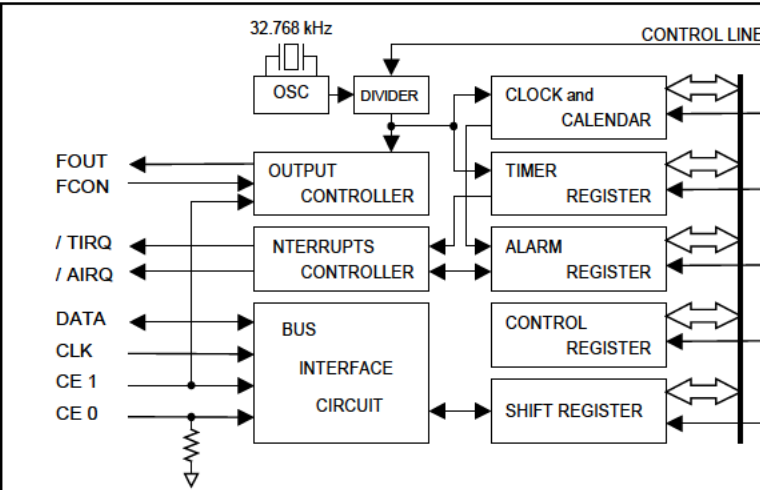 32.768 kHz
CONTROL LINE
OSC
DIVIDER
CLOCK and
CALENDAR
FOUT
FCON
OUTPUT
CONTROLLER
TIMER
REGISTER
/ TIRQ
/ AIRQ
NTERRUPTS
CONTROLLER
ALARM
REGISTER
DATA
CLK
CE 1
CE 0
BUS
INTERFACE
CIRCUIT
CONTROL
REGISTER
SHIFT REGISTER